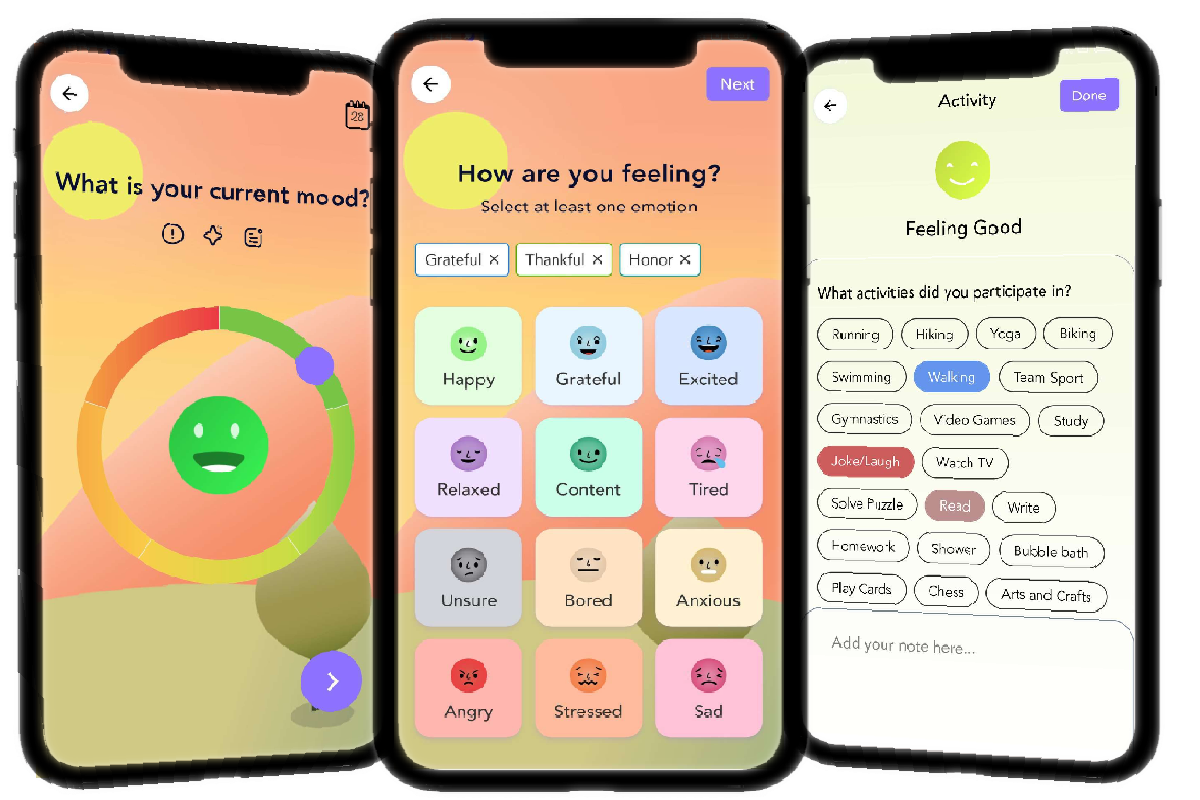 28
What is your current mood?
Next
How are you feeling?
Select at least one emotion
Grateful × Thankful × Honor ×
Happy Grateful Excited
Relaxed Content Tired
Unsure Bored Anxious
Angry Stressed Sad
Activity Done
Feeling Good
What activities did you participate in?
Running Hiking Yoga Biking
Swimming Walking Team Sport
Gymnastics Video Games Study
Joke/Laugh Watch TV
Solve Puzzle Read Write
Homework Shower Bubble bath
Play Cards Chess Arts and Crafts
Add your note here...